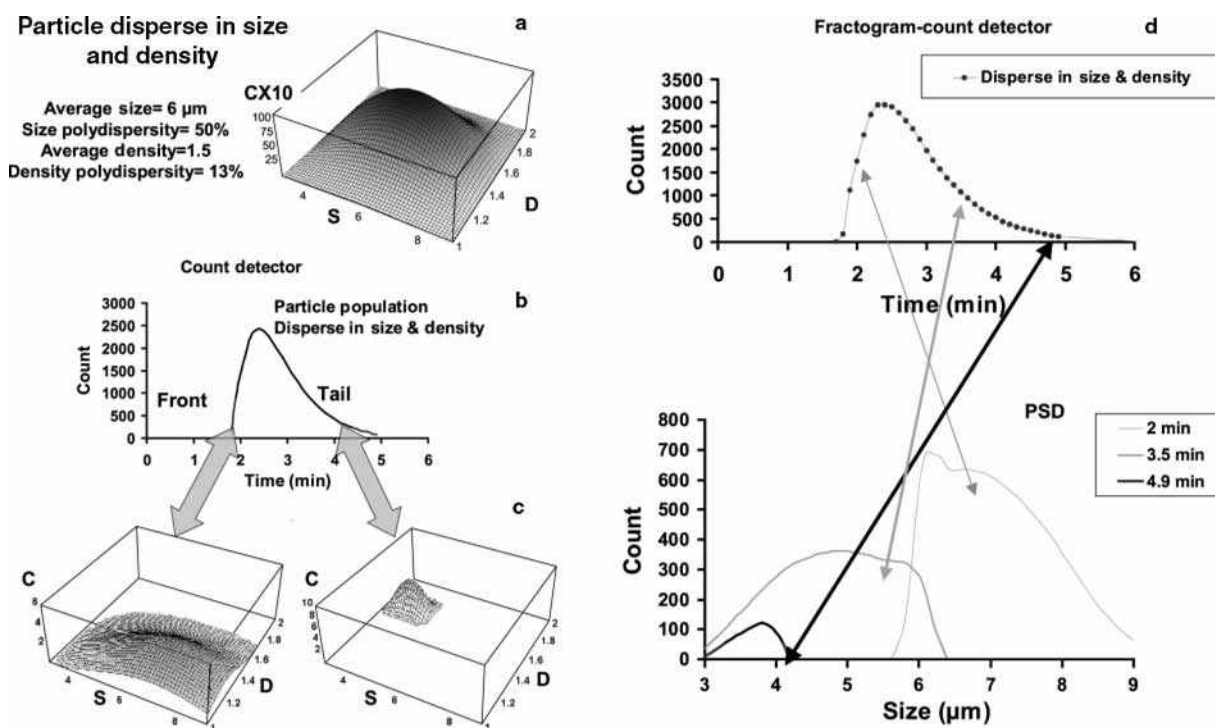 Particle disperse in size
and density
Average size= 6 µm
Size polydispersity= 50%
Average density=1.5
Density polydispersity= 13%
a
CX10
100
75
50
25
4
S
6
8
1
1.2
1.4
D
1.6
1.8
2
Count detector
b
Particle population
Disperse in size & density
3000
2500
2000
1500
1000
500
0
Count
Front
Tail
0 1 2 3 4 5 6
Time (min)
c
C
4
2
4
S
6
8
1.2
1.4
D
1.6
1.8
2
C
10
8
6
4
2
4
S
6
8
1
1.2
1.4
D
1.6
1.8
2
Fractogram-count detector
d
Disperse in size & density
3500
3000
2500
2000
1500
1000
500
0
Count
0 1 2 3 4 5 6
Time (min)
PSD
2 min
3.5 min
4.9 min
800
700
600
500
400
300
200
100
0
Count
3 4 5 6 7 8 9
Size (µm)